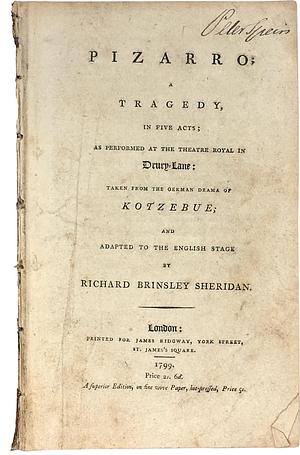 Peter Speirs
PIZARRO;
A
TRAGEDY,
IN FIVE ACTS;
AS PERFORMED AT THE THEATRE ROYAL IN
Drury-Lane:
TAKEN FROM THE GERMAN DRAMA OF
KOTZEBUE;
AND
ADAPTED TO THE ENGLISH STAGE
BY
RICHARD BRINSLEY SHERIDAN.
London:
PRINTED FOR JAMES RIDGWAY, YORK STREET,
ST. JAMES'S SQUARE.
1799.
Price 2s. 6d.
A superior Edition, on fine wove Paper, hot-pressed, Price 5s.